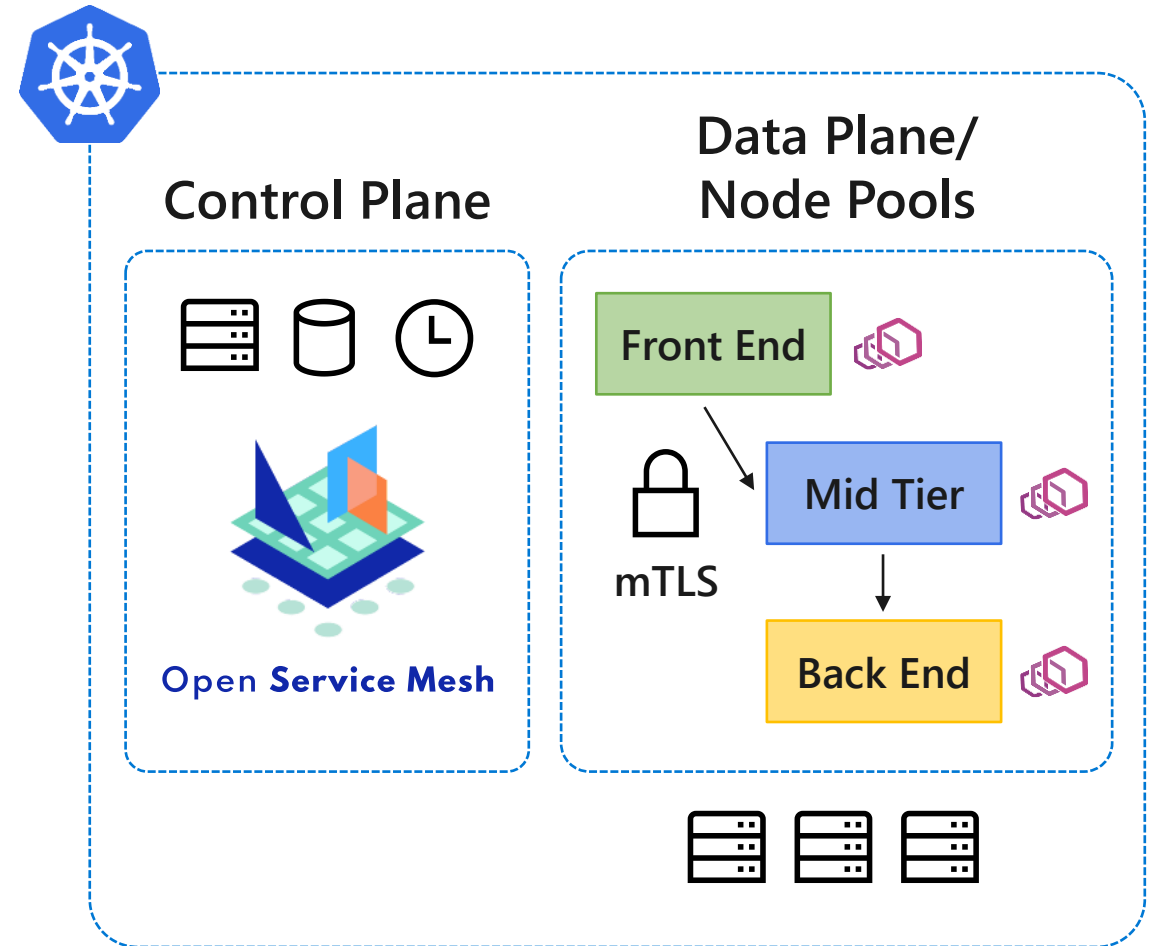 Control Plane
Data Plane/
Node Pools
Open Service Mesh
Front End
Mid Tier
mTLS
Back End